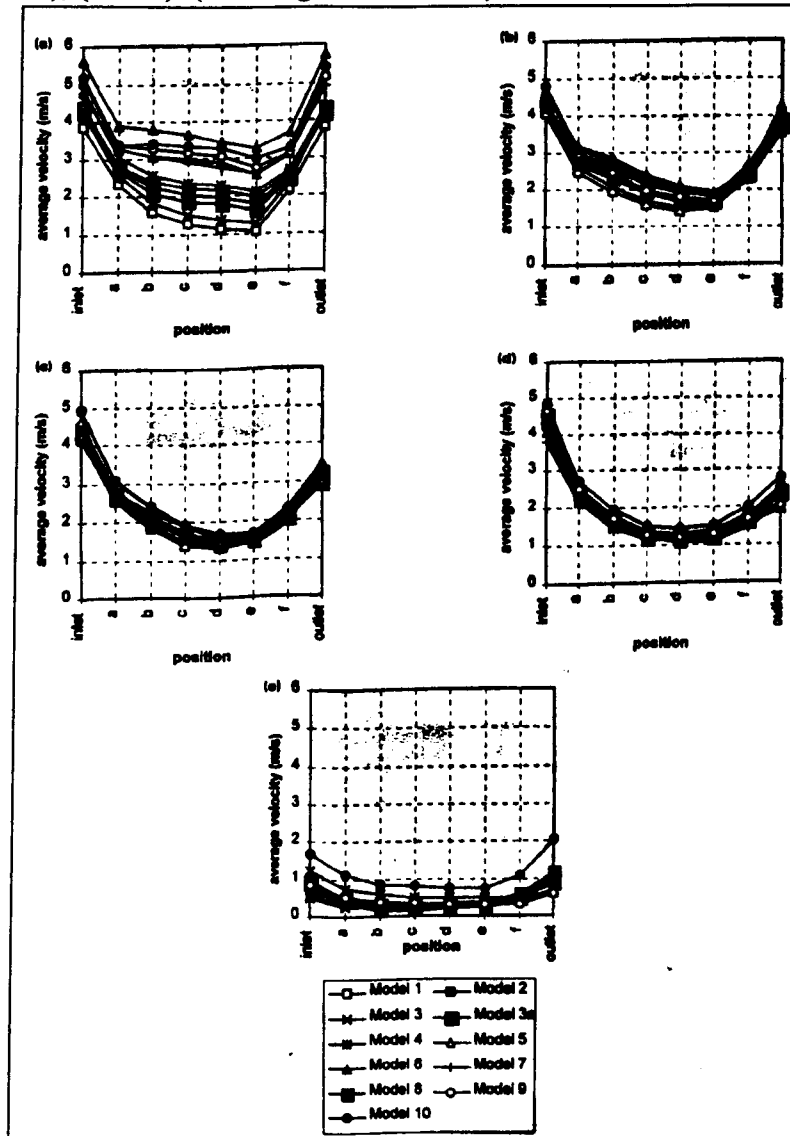 (a)
6
5
4
3
2
1
0
average velocity (m/s)
inlet
a
b
c
d
e
f
outlet
position
(b)
6
5
4
3
2
1
0
average velocity (m/s)
inlet
a
b
c
d
e
f
outlet
position
(c)
6
5
4
3
2
1
0
average velocity (m/s)
inlet
a
b
c
d
e
f
outlet
position
(d)
6
5
4
3
2
1
0
average velocity (m/s)
inlet
a
b
c
d
e
f
outlet
position
(e)
6
5
4
3
2
1
0
average velocity (m/s)
inlet
a
b
c
d
e
f
outlet
position
Model 1 Model 2
Model 3 Model 3a
Model 4 Model 5
Model 6 Model 7
Model 8 Model 9
Model 10